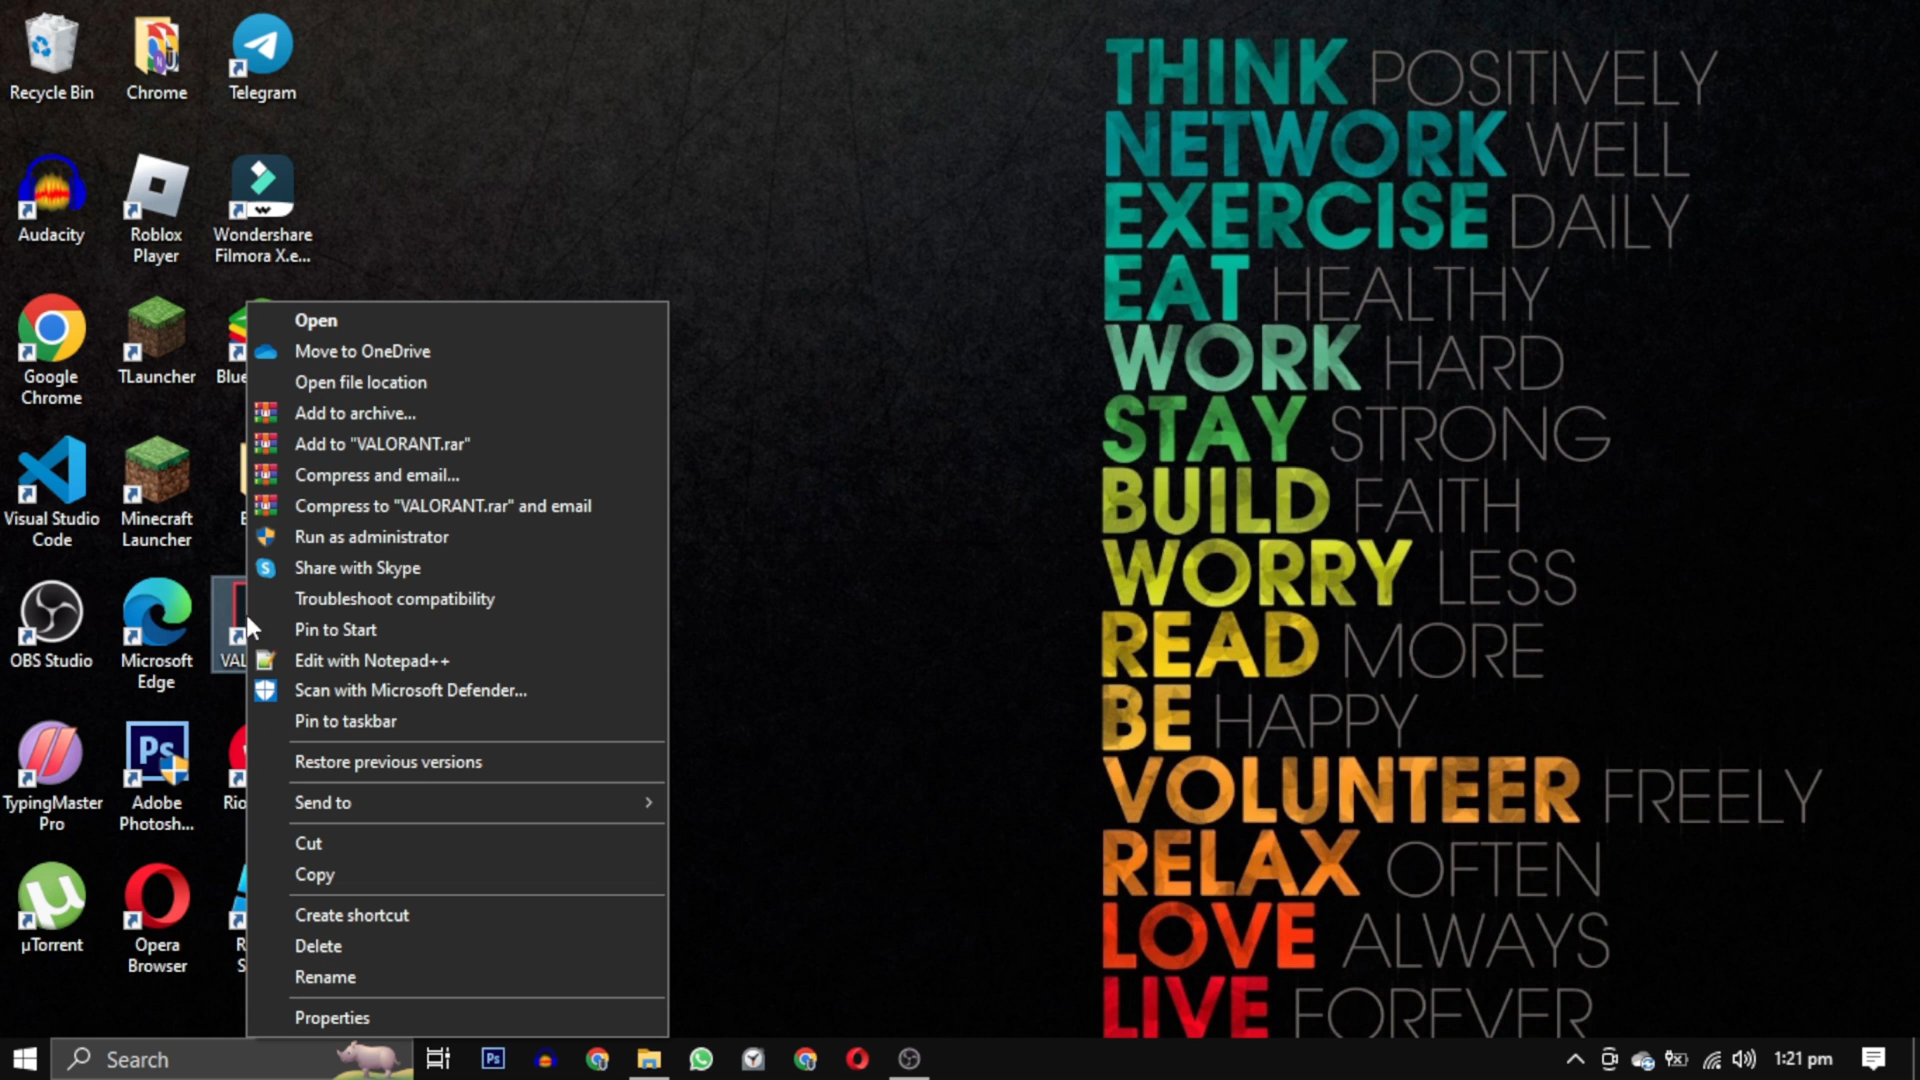 Recycle Bin
Chrome
Telegram
Audacity
Roblox
Player
Wondershare
Filmora X.e...
Google
Chrome
TLauncher
Visual Studio
Code
Minecraft
Launcher
OBS Studio
Microsoft
Edge
TypingMaster
Pro
Ps
Adobe
Photosh...
µTorrent
Opera
Browser
Open
Move to OneDrive
Open file location
Add to archive...
Add to "VALORANT.rar"
Compress and email...
Compress to "VALORANT.rar" and email
Run as administrator
Share with Skype
Troubleshoot compatibility
Pin to Start
Edit with Notepad++
Scan with Microsoft Defender...
Pin to taskbar
Restore previous versions
Send to
Cut
Copy
Create shortcut
Delete
Rename
Properties
THINK POSITIVELY
NETWORK WELL
EXERCISE DAILY
EAT HEALTHY
WORK HARD
STAY STRONG
BUILD FAITH
WORRY LESS
READ MORE
BE HAPPY
VOLUNTEER FREELY
RELAX OFTEN
LOVE ALWAYS
LIVE FOREVER
Search
Ps
1:21 pm